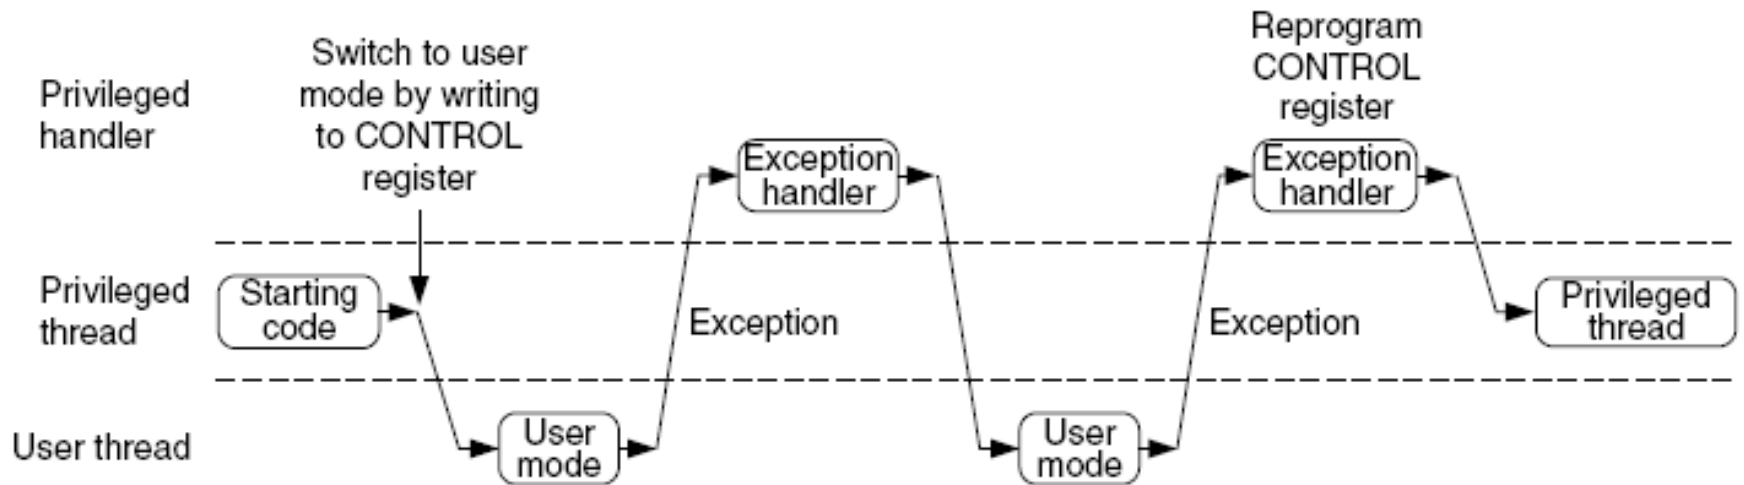 Privileged
handler
Switch to user
mode by writing
to CONTROL
register
Exception
handler
Reprogram
CONTROL
register
Exception
handler
Privileged
thread
Starting
code
Exception
Exception
Privileged
thread
User thread
User
mode
User
mode